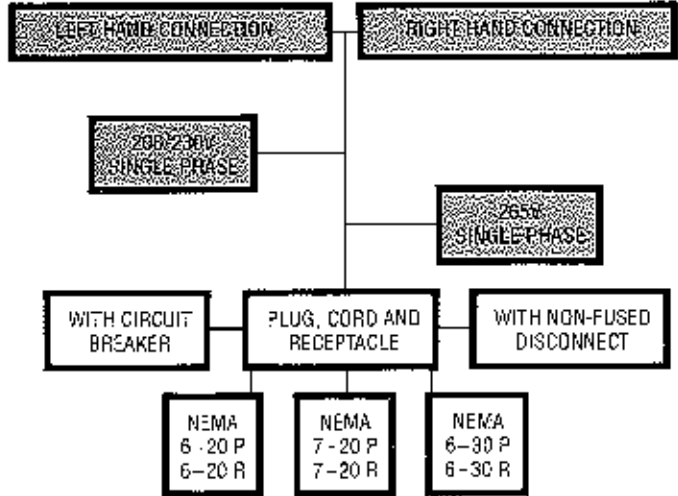 LEFT HAND CONNECTION
RIGHT HAND CONNECTION
208/230V
SINGLE PHASE
265V
SINGLE PHASE
WITH CIRCUIT
BREAKER
PLUG, CORD AND
RECEPTACLE
WITH NON-FUSED
DISCONNECT
NEMA
6-20 P
6-20 R
NEMA
7-20 P
7-20 R
NEMA
6-30 P
6-30 R